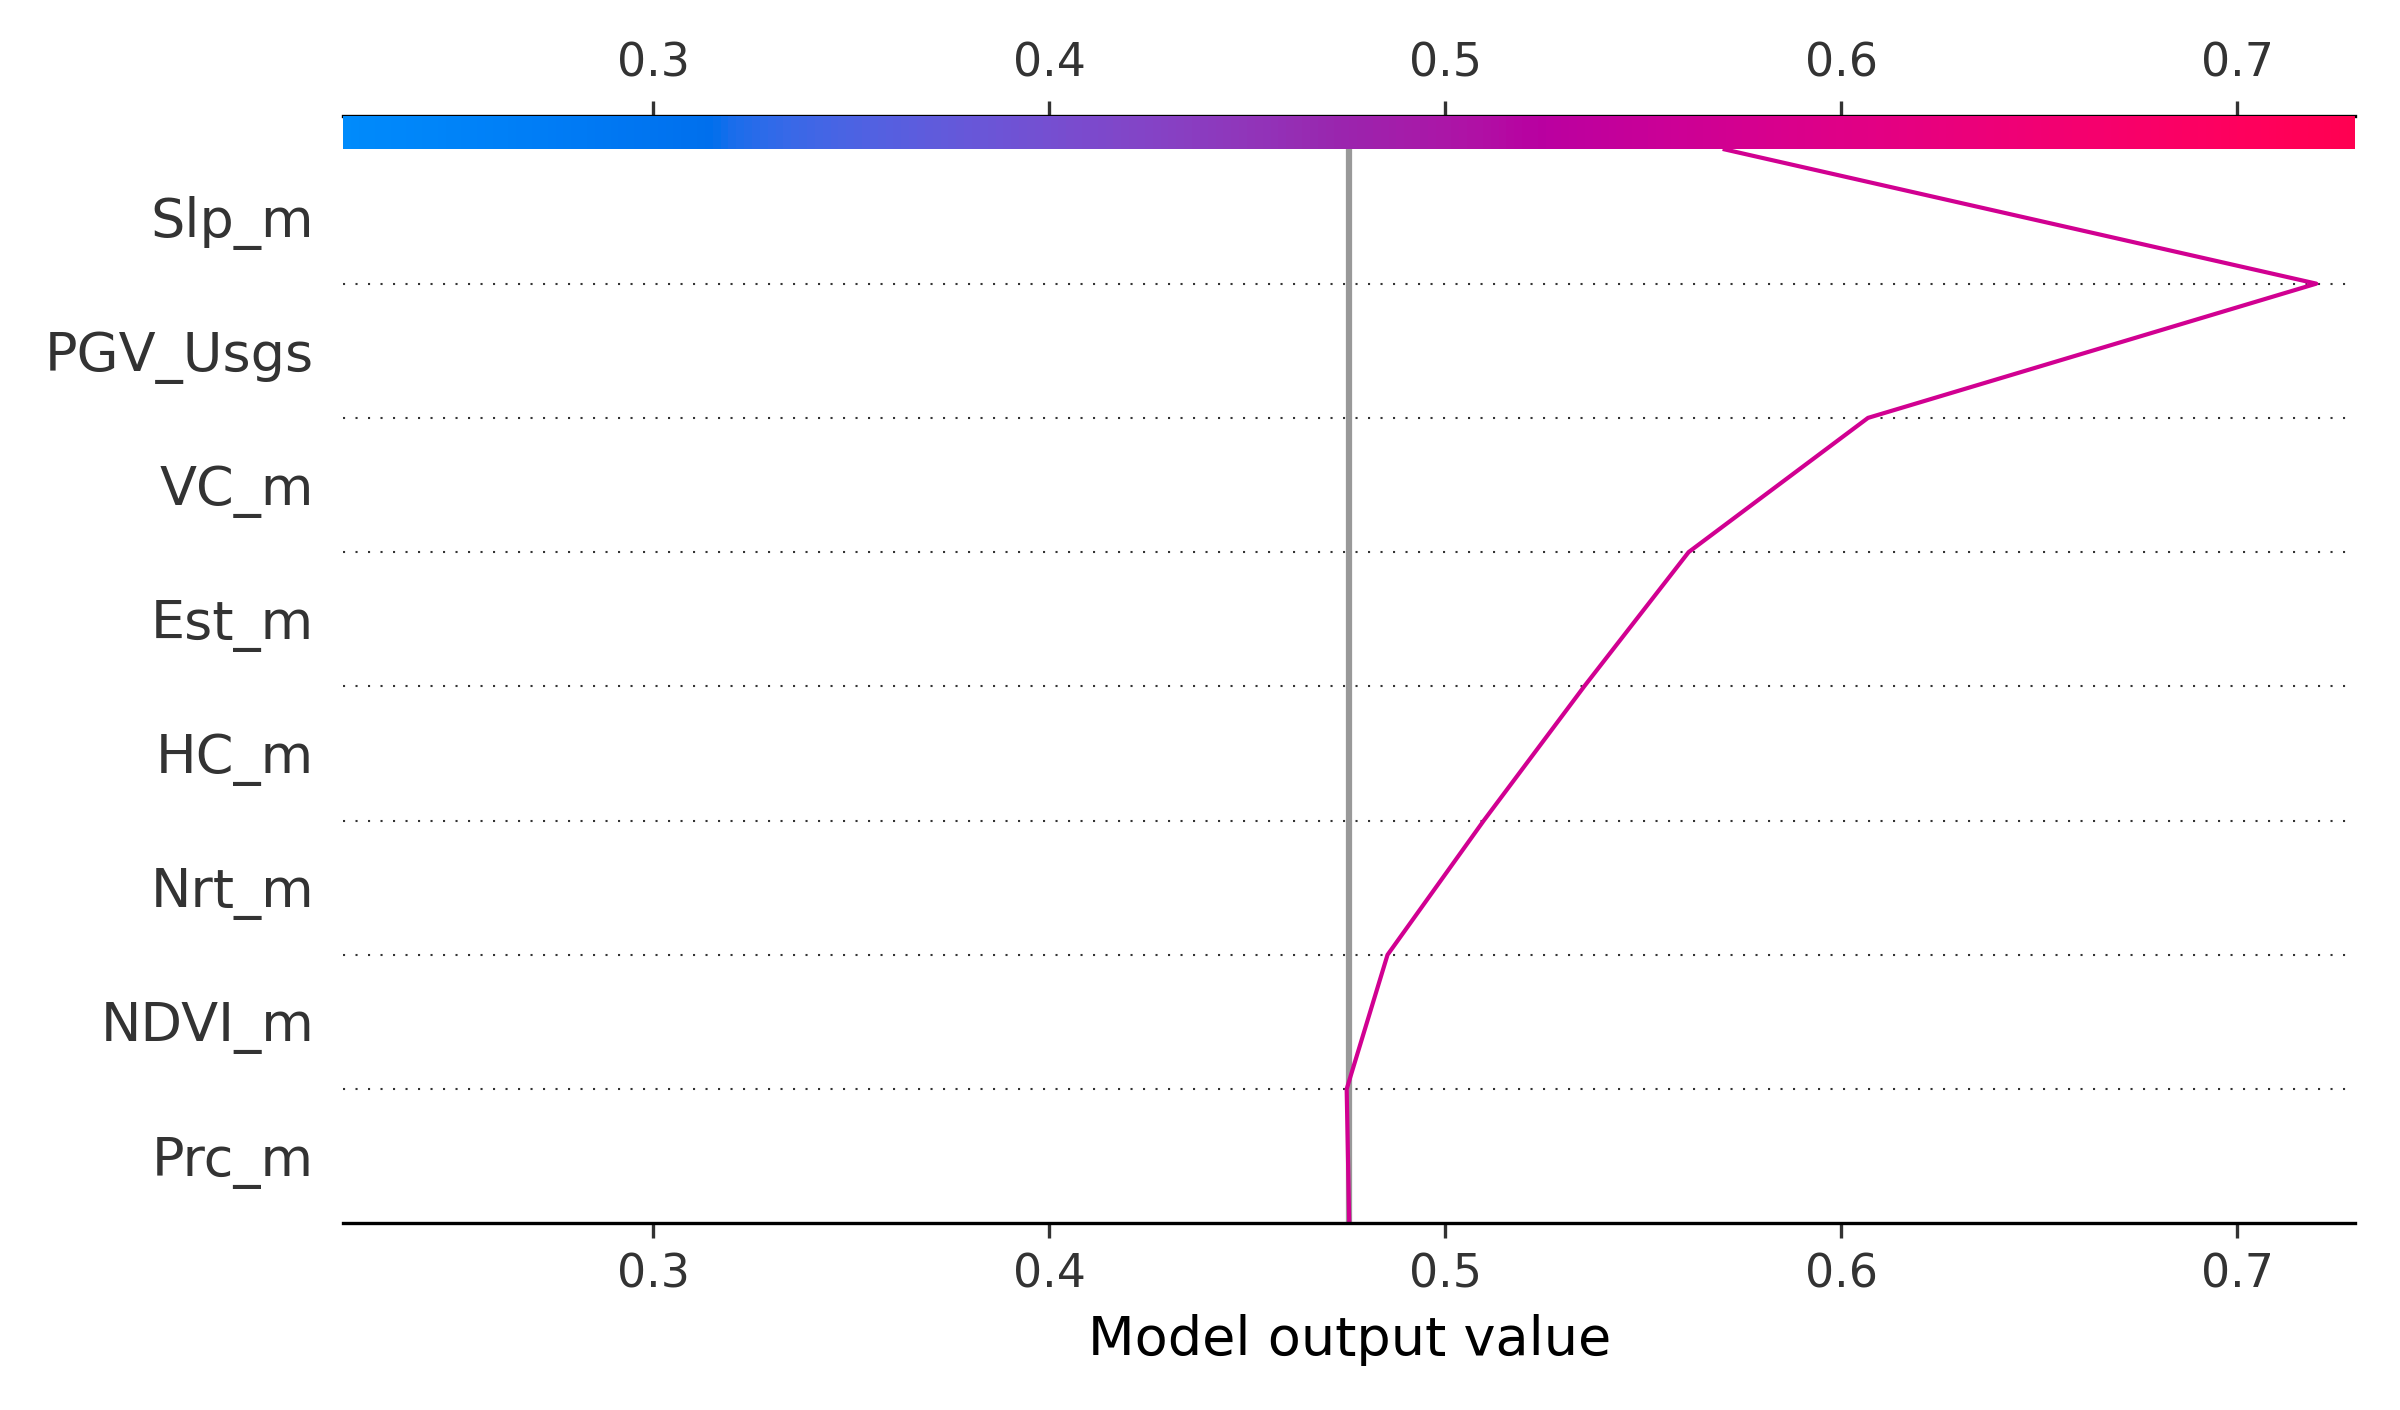 0.3 0.4 0.5 0.6 0.7
Slp_m
PGV_Usgs
VC_m
Est_m
HC_m
Nrt_m
NDVI_m
Prc_m
0.3 0.4 0.5 0.6 0.7
Model output value